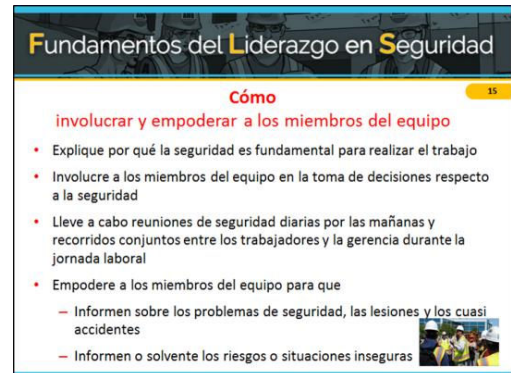 Fundamentos del Liderazgo en Seguridad
15
Cómo
involucrar y empoderar a los miembros del equipo
• Explique por qué la seguridad es fundamental para realizar el trabajo
• Involucre a los miembros del equipo en la toma de decisiones respecto
a la seguridad
• Lleve a cabo reuniones de seguridad diarias por las mañanas y
recorridos conjuntos entre los trabajadores y la gerencia durante la
jornada laboral
• Empodere a los miembros del equipo para que
– Informen sobre los problemas de seguridad, las lesiones y los cuasi
accidentes
– Informen o solvente los riesgos o situaciones inseguras